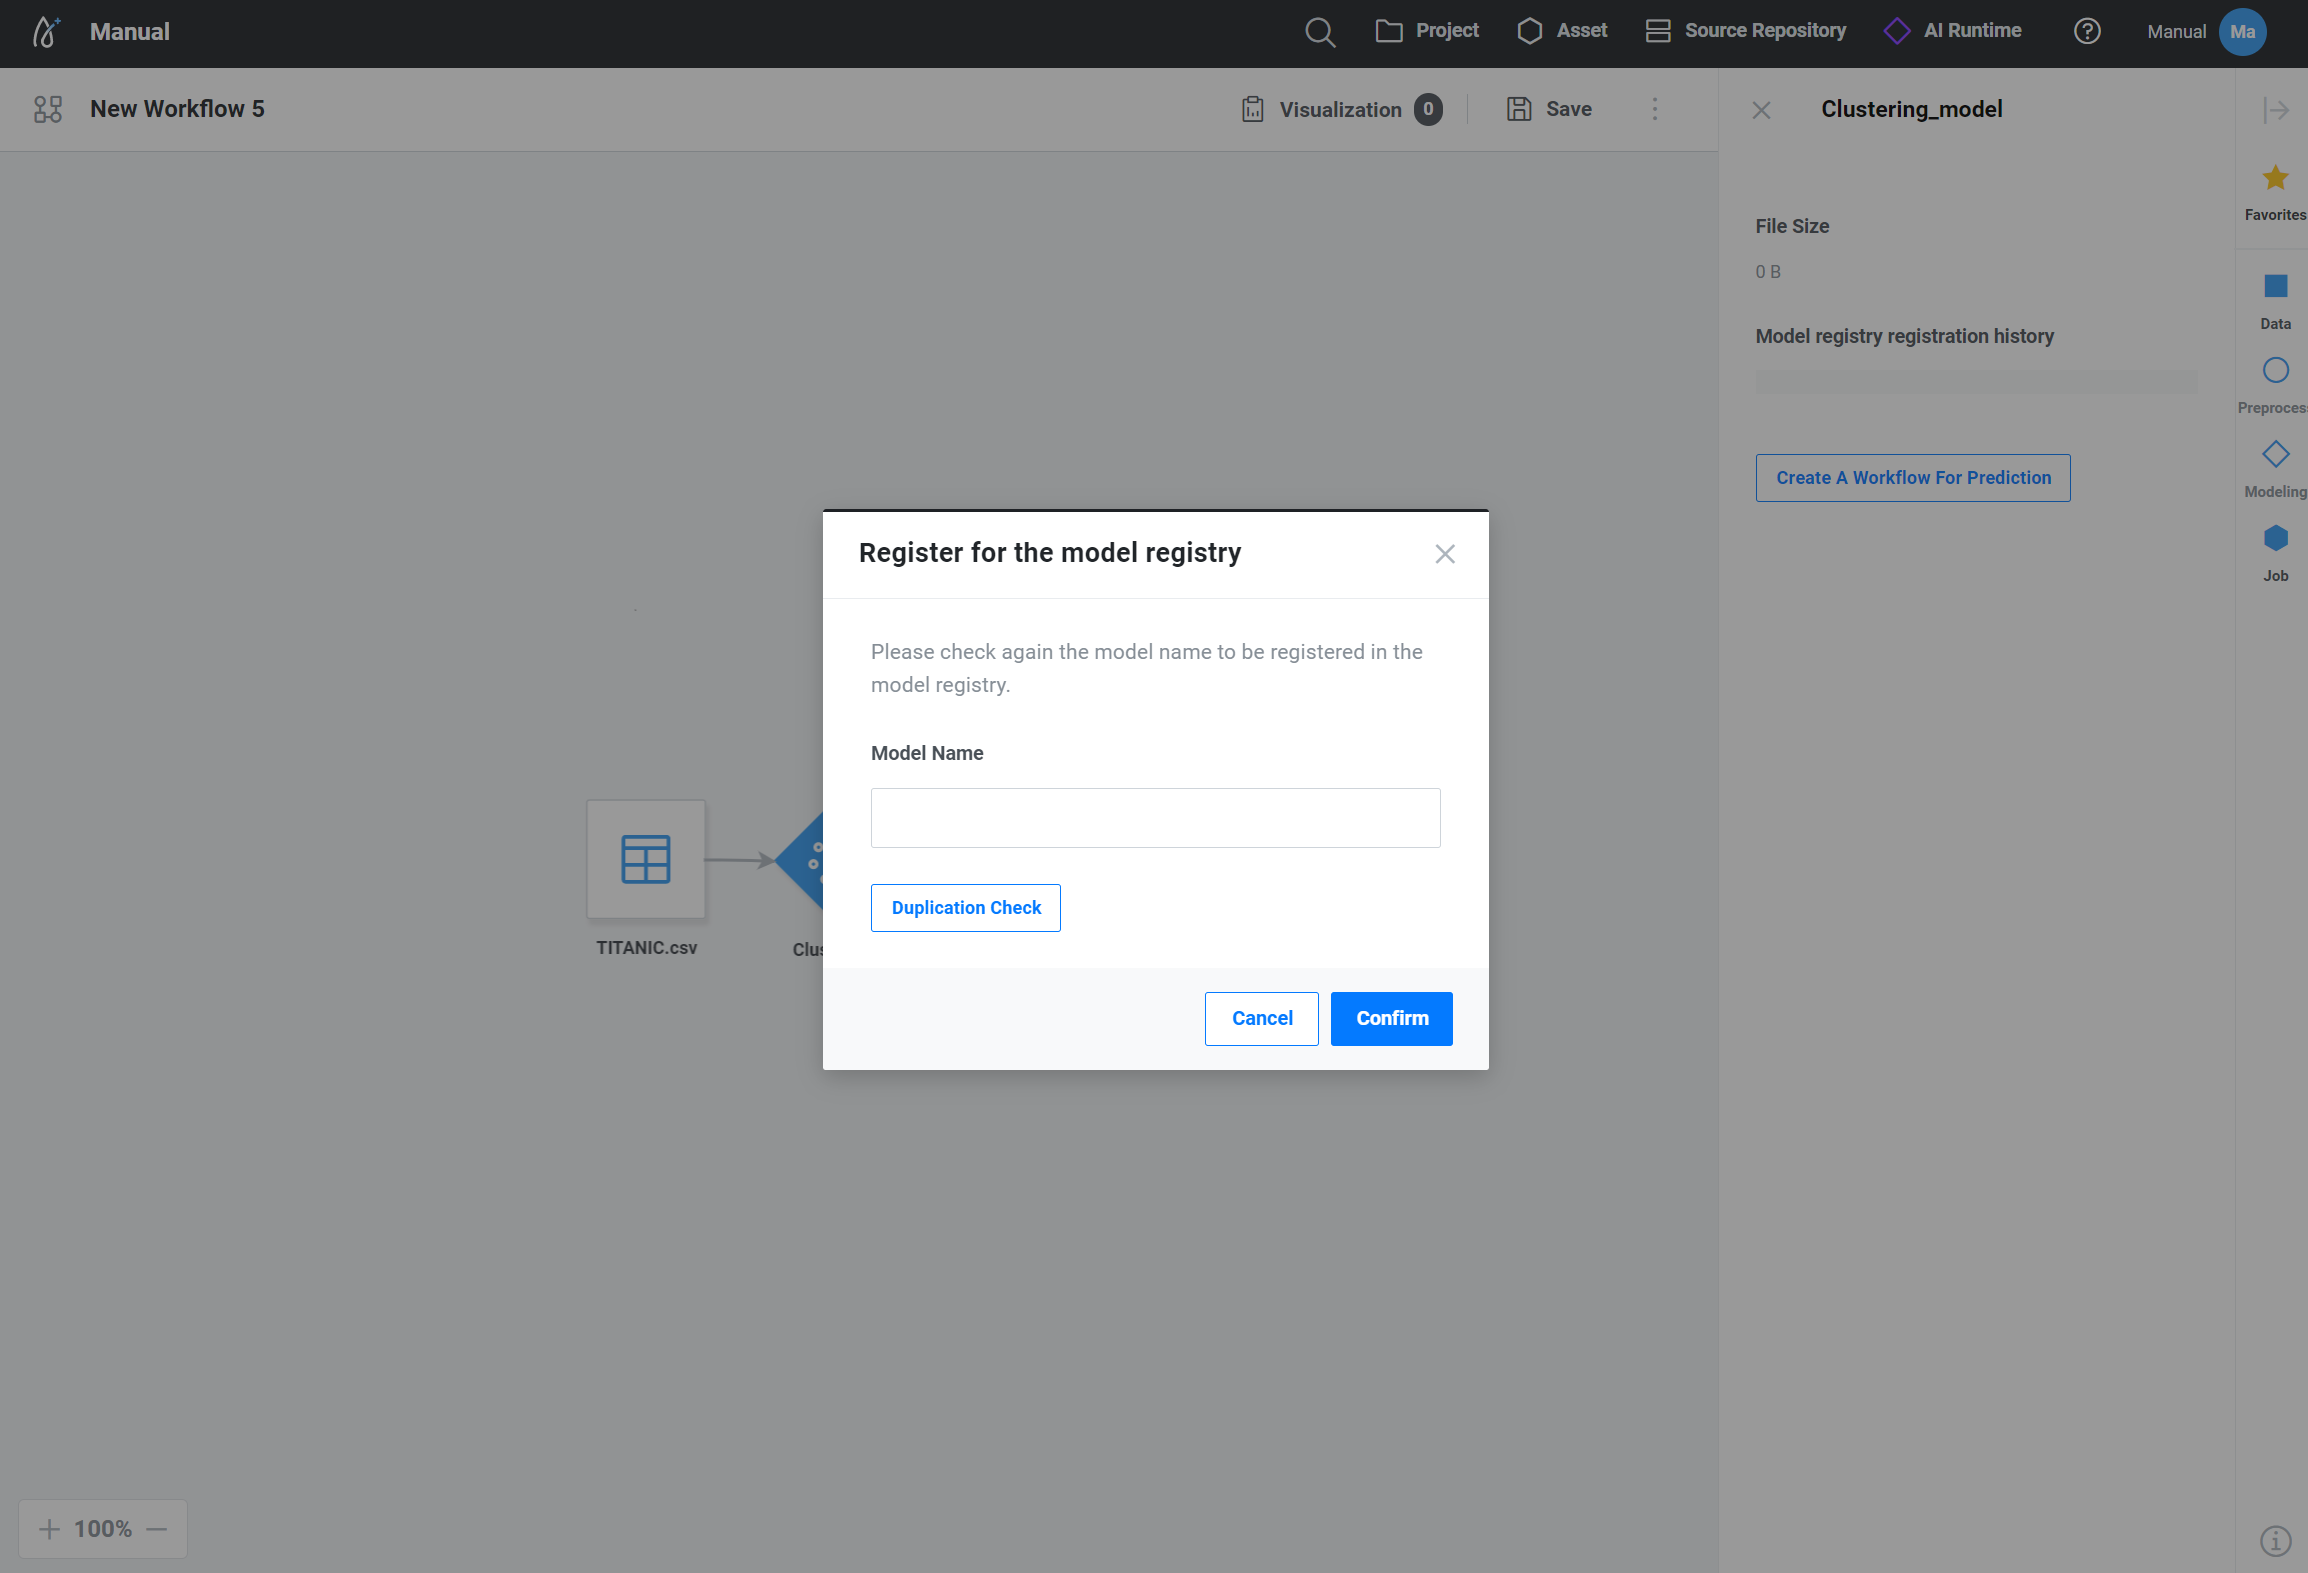 Manual
Project
Asset
Source Repository
AI Runtime
Manual
Ma
New Workflow 5
Visualization 0
Save
Clustering_model
Favorites
File Size
0 B
Data
Model registry registration history
Preproces
Create A Workflow For Prediction
Modeling
Job
Register for the model registry
Please check again the model name to be registered in the
model registry.
Model Name
Duplication Check
TITANIC.csv
Clus
Cancel
Confirm
100%